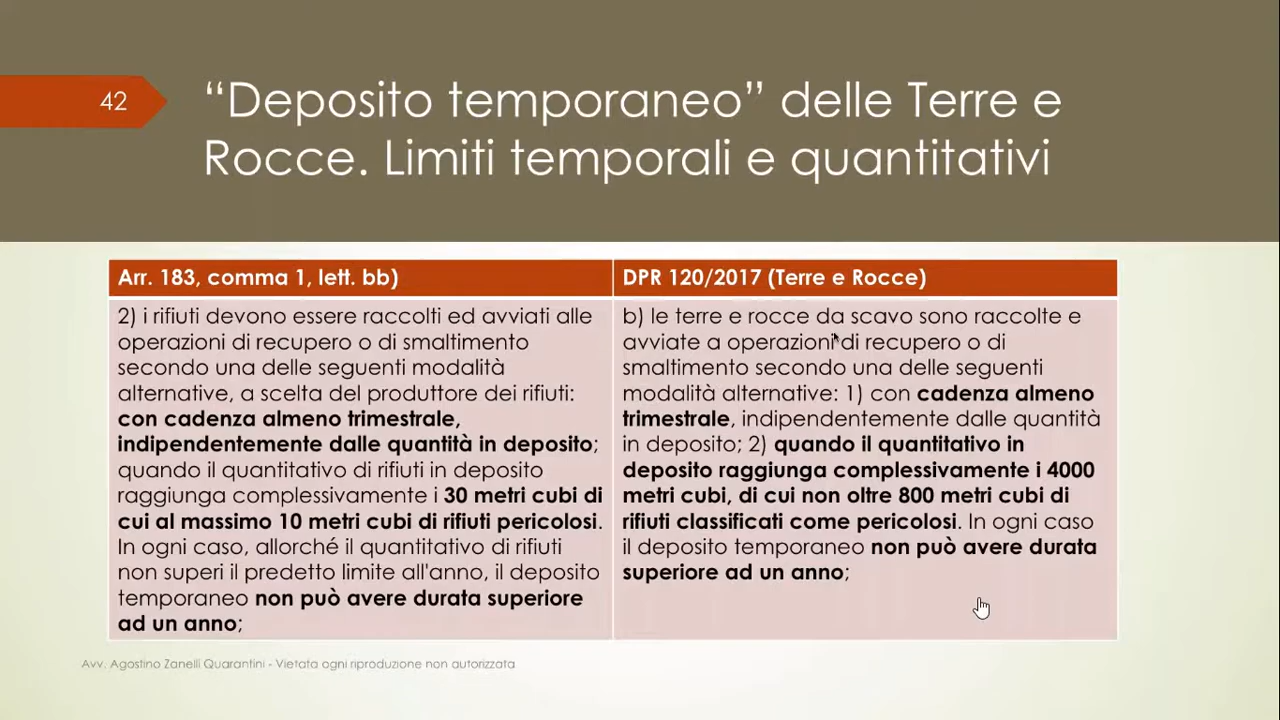 42
“Deposito temporaneo” delle Terre e
Rocce. Limiti temporali e quantitativi
Arr. 183, comma 1, lett. bb)
2) i rifiuti devono essere raccolti ed avviati alle
operazioni di recupero o di smaltimento
secondo una delle seguenti modalità
alternative, a scelta del produttore dei rifiuti:
con cadenza almeno trimestrale,
indipendentemente dalle quantità in deposito;
quando il quantitativo di rifiuti in deposito
raggiunga complessivamente i 30 metri cubi di
cui al massimo 10 metri cubi di rifiuti pericolosi.
In ogni caso, allorché il quantitativo di rifiuti
non superi il predetto limite all'anno, il deposito
temporaneo non può avere durata superiore
ad un anno;
DPR 120/2017 (Terre e Rocce)
b) le terre e rocce da scavo sono raccolte e
avviate a operazioni di recupero o di
smaltimento secondo una delle seguenti
modalità alternative: 1) con cadenza almeno
trimestrale, indipendentemente dalle quantità
in deposito; 2) quando il quantitativo in
deposito raggiunga complessivamente i 4000
metri cubi, di cui non oltre 800 metri cubi di
rifiuti classificati come pericolosi. In ogni caso
il deposito temporaneo non può avere durata
superiore ad un anno;
Avv. Agostino Zanelli Quarantini - Vietata ogni riproduzione non autorizzata